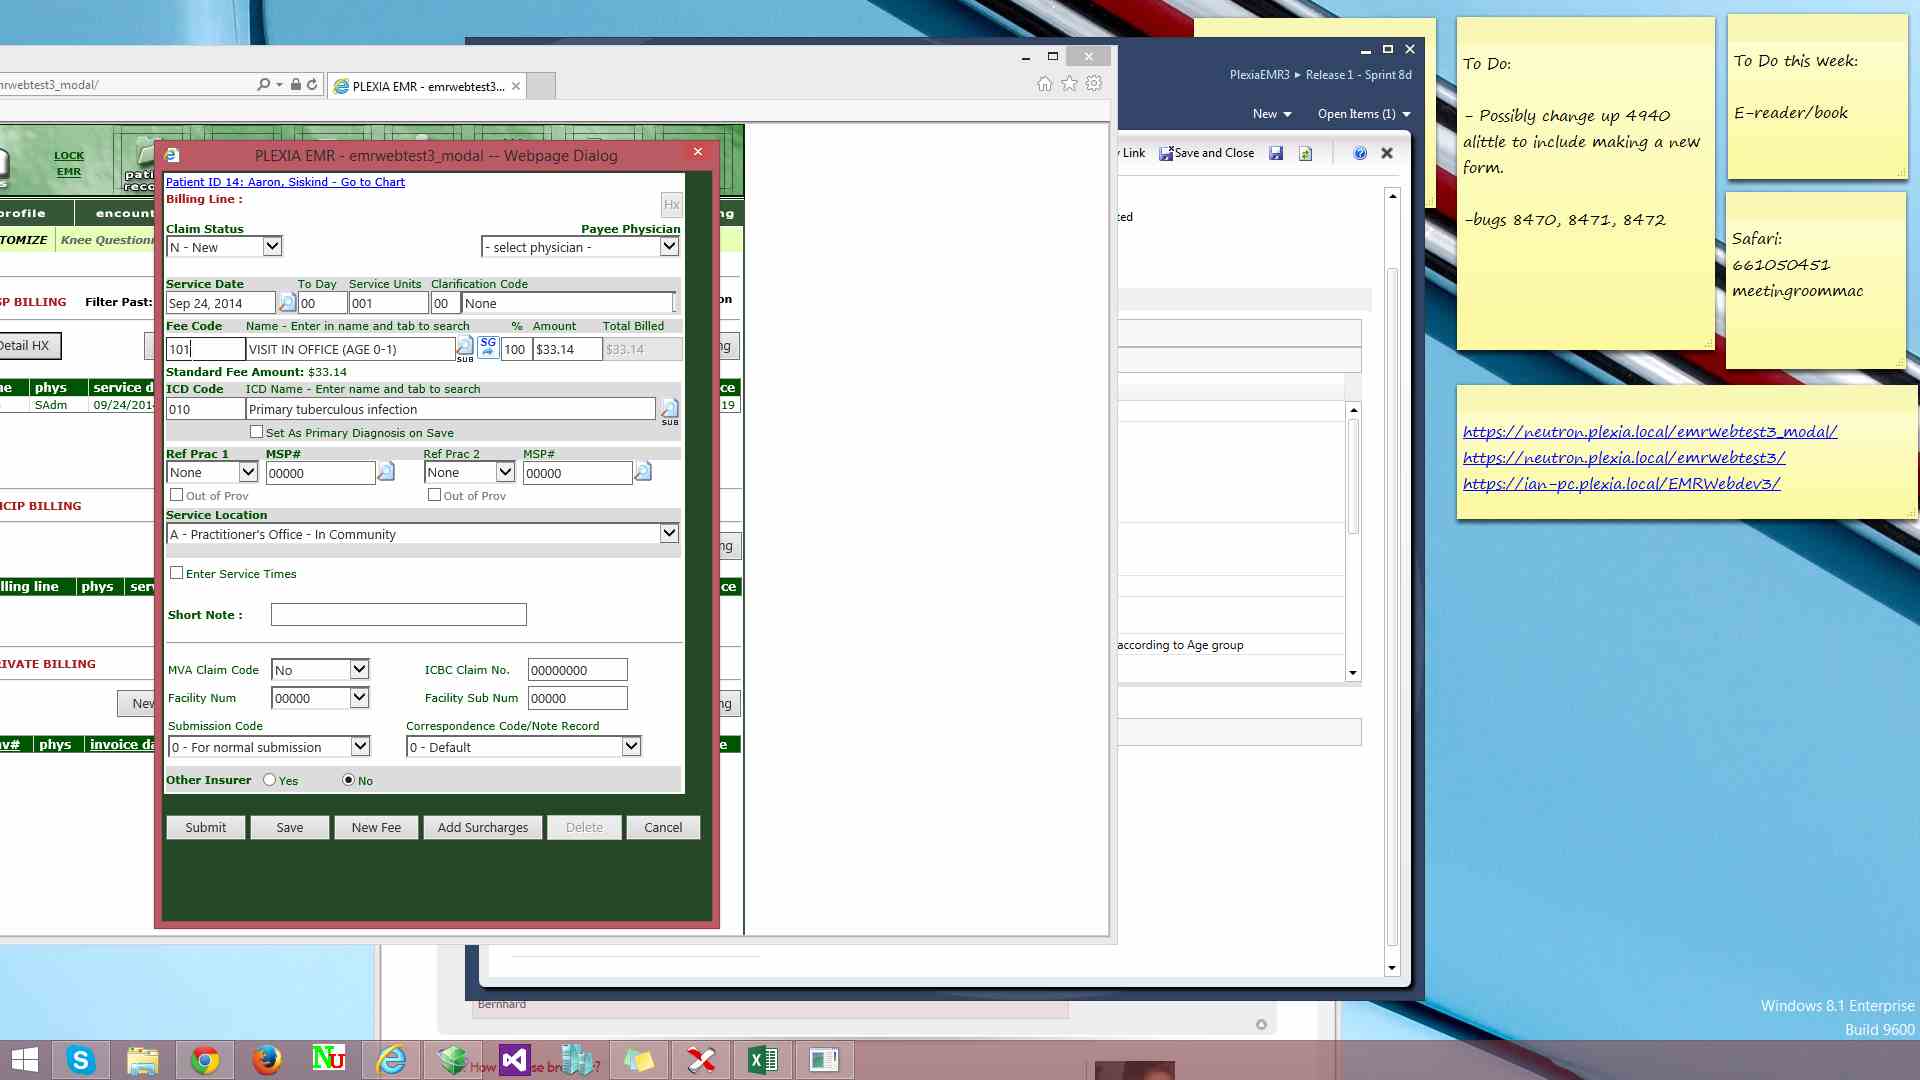 nrwebtest3_modal/
PLEXIA EMR - emrwebtest3...
LOCK
EMR
profile
encount
TOMIZE
Knee Question
SP BILLING
Filter Past:
Detail HX
phys
service d
SAdm
09/24/201
CIP BILLING
lling line
phys
serv
RIVATE BILLING
New
nv#
phys
invoice da
PLEXIA EMR - emrwebtest3_modal -- Webpage Dialog
Patient ID 14: Aaron, Siskind - Go to Chart
Billing Line :
Hx
Claim Status
Payee Physician
N - New
- select physician -
Service Date
To Day
Service Units
Clarification Code
Sep 24, 2014
00
001
00
None
Fee Code
Name - Enter in name and tab to search
%
Amount
Total Billed
101
VISIT IN OFFICE (AGE 0-1)
SUB
SG
100
$33.14
$33.14
Standard Fee Amount: $33.14
ICD Code
ICD Name - Enter name and tab to search
010
Primary tuberculous infection
SUB
Set As Primary Diagnosis on Save
Ref Prac 1
MSP#
Ref Prac 2
MSP#
None
00000
None
00000
Out of Prov
Out of Prov
Service Location
A - Practitioner's Office - In Community
Enter Service Times
Short Note :
MVA Claim Code
No
ICBC Claim No.
00000000
Facility Num
00000
Facility Sub Num
00000
Submission Code
Correspondence Code/Note Record
0 - For normal submission
0 - Default
Other Insurer
Yes
No
Submit
Save
New Fee
Add Surcharges
Delete
Cancel
ng
on
ng
ce
19
ng
ce
ng
e
PlexiaEMR3 ▸ Release 1 - Sprint 8d
New
Open Items (1)
Link
Save and Close
ted
according to Age group
Bernhard
To Do:
- Possibly change up 4940
alittle to include making a new
form.
-bugs 8470, 8471, 8472
To Do this week:
E-reader/book
Safari:
661050451
meetingroommac
https://neutron.plexia.local/emrwebtest3_modal/
https://neutron.plexia.local/emrwebtest3/
https://ian-pc.plexia.local/EMRWebdev3/
Windows 8.1 Enterprise
Build 9600
Nu
How
se bre
?